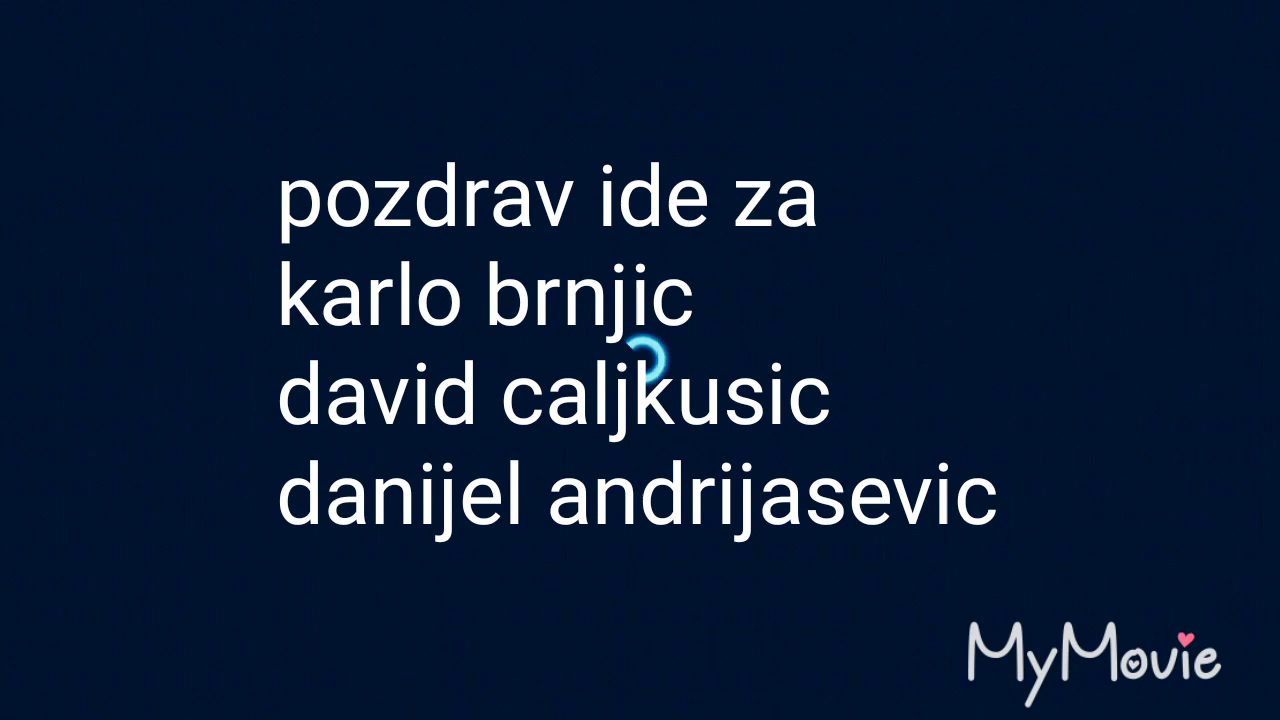 pozdrav ide za
karlo brnjic
david caljkusic
danijel andrijasevic
MyMovie